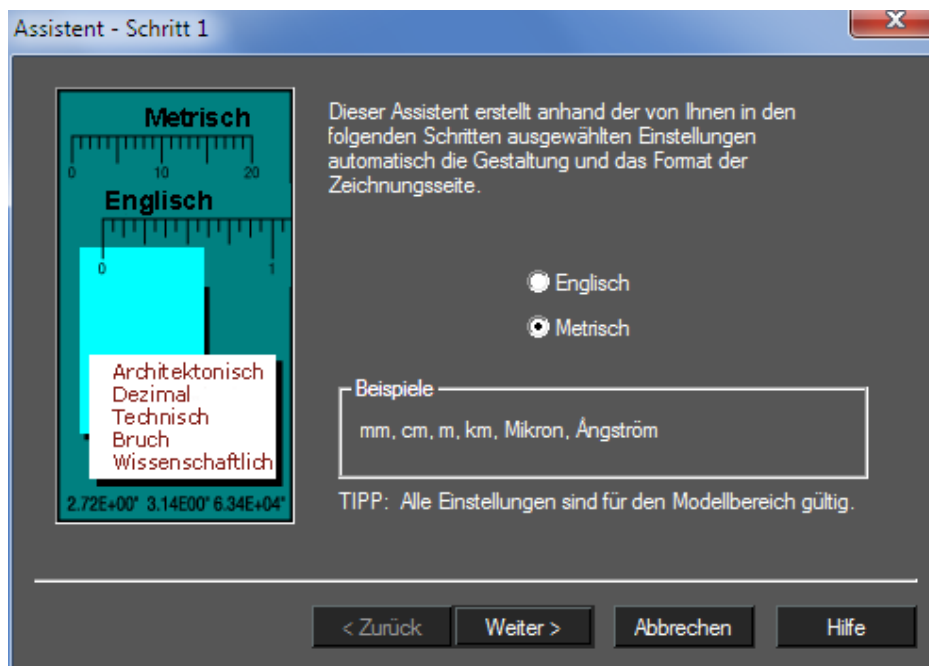 Assistent - Schritt 1
Metrisch
0 10 20
Englisch
0 1
Architektonisch
Dezimal
Technisch
Bruch
Wissenschaftlich
2.72E+00" 3.14E00" 6.34E+04"
Dieser Assistent erstellt anhand der von Ihnen in den
folgenden Schritten ausgewählten Einstellungen
automatisch die Gestaltung und das Format der
Zeichnungsseite.
Englisch
Metrisch
Beispiele
mm, cm, m, km, Mikron, Ångström
TIPP: Alle Einstellungen sind für den Modellbereich gültig.
< Zurück Weiter > Abbrechen Hilfe